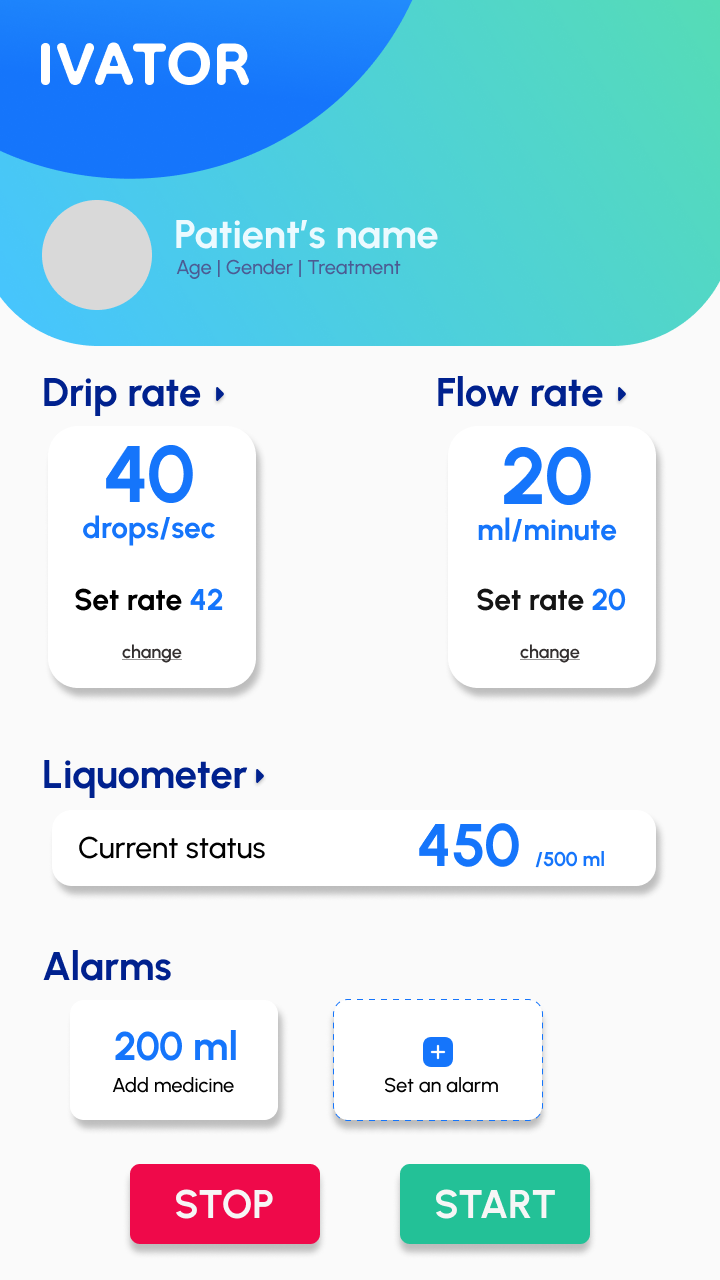 IVATOR
Patient's name
Age | Gender | Treatment
Drip rate
Flow rate
40
drops/sec
Set rate 42
change
20
ml/minute
Set rate 20
change
Liquometer
Current status 450 /500 ml
Alarms
200 ml
Add medicine
+
Set an alarm
STOP
START